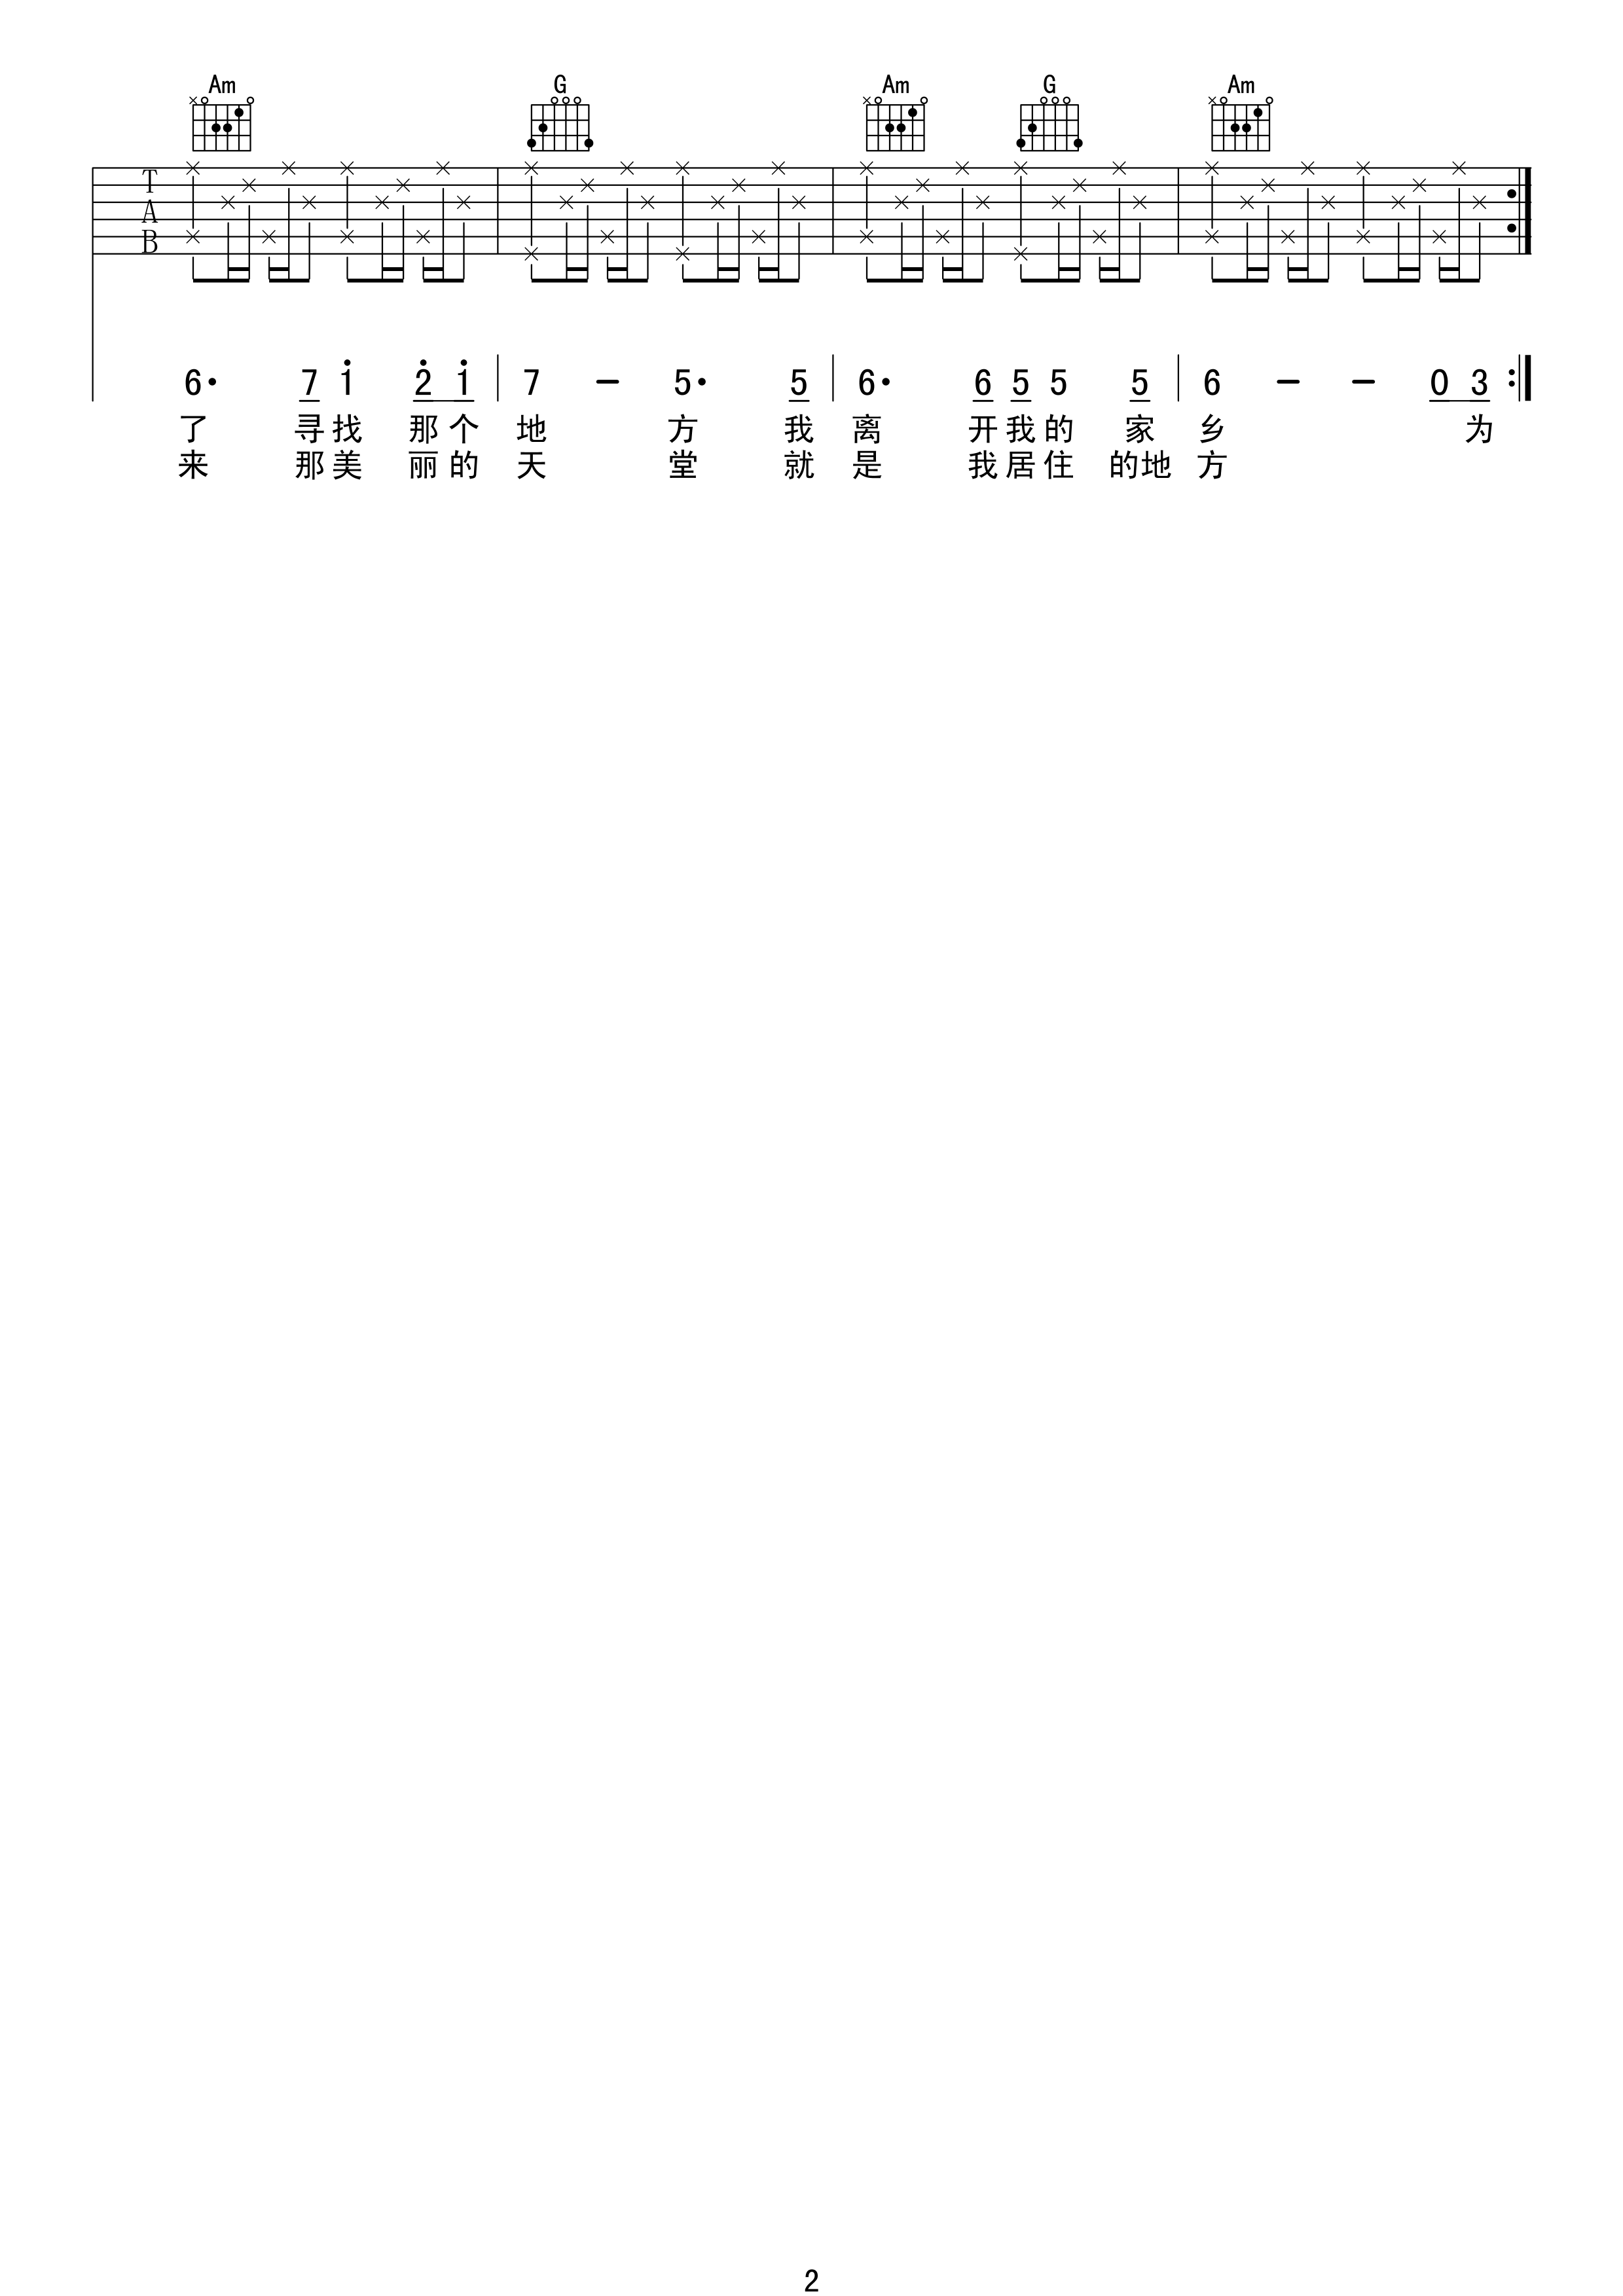 Am G Am G Am
T
A
B
6· 7 1 2 1 7 - 5· 5 6· 6 5 5 5 6 - - 0 3
了 寻找 那个 地 方 我 离 开我的 家 乡 为
来 那美 丽的 天 堂 就 是 我居住 的地 方
2